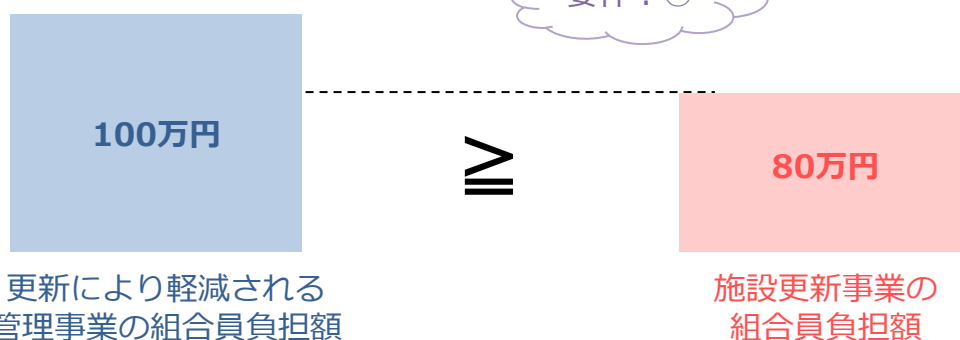 要件：○
100万円
≧
80万円
更新により軽減される
管理事業の組合員負担額
施設更新事業の
組合員負担額